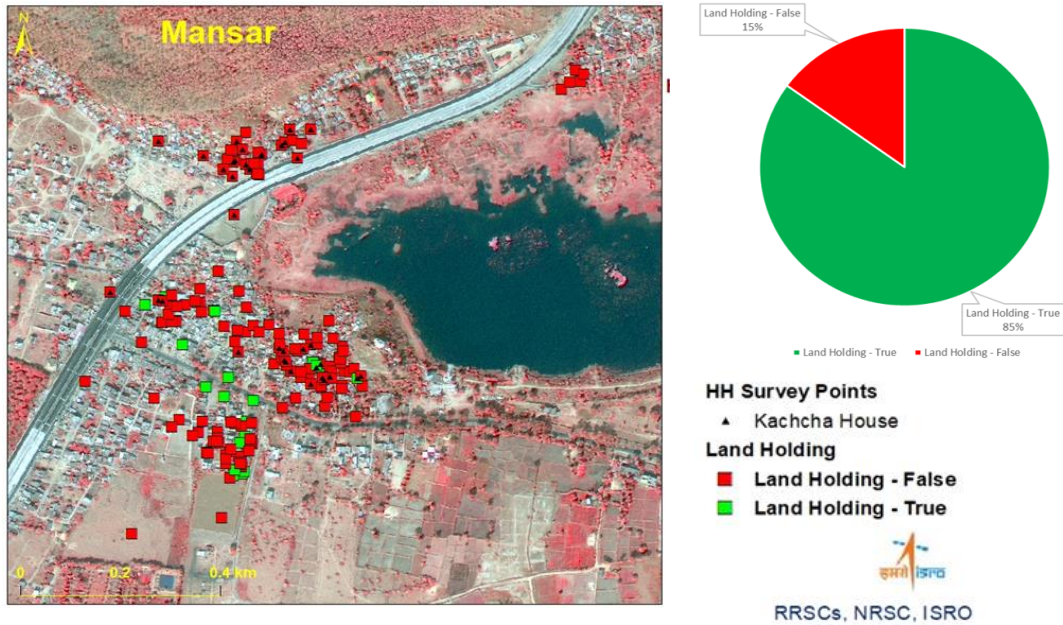 N
Mansar
0 0.2 0.4 km
Land Holding - False
15%
Land Holding - True
85%
Land Holding - True Land Holding - False
HH Survey Points
Kachcha House
Land Holding
Land Holding - False
Land Holding - True
इसरो isro
RRSCs, NRSC, ISRO